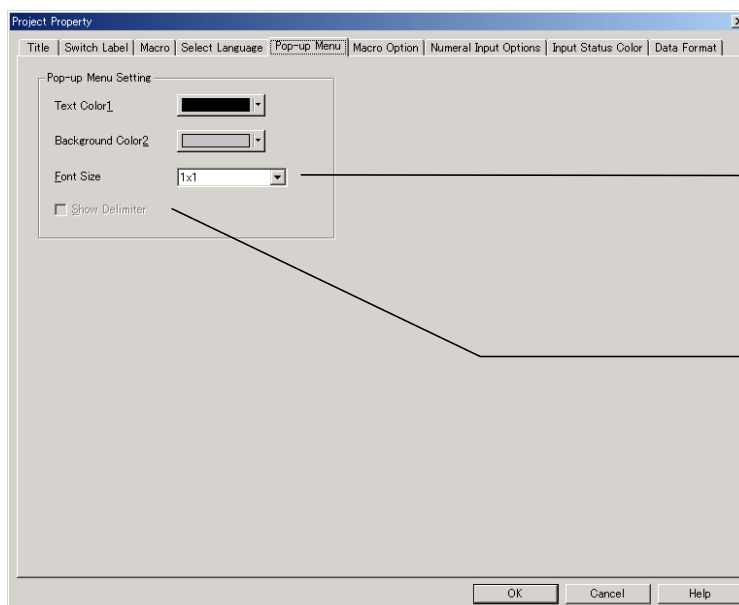 Project Property
Title Switch Label Macro Select Language Pop-up Menu Macro Option Numeral Input Options Input Status Color Data Format
Pop-up Menu Setting
Text Color1
Background Color2
Font Size 1x1
Show Delimiter
OK Cancel Help